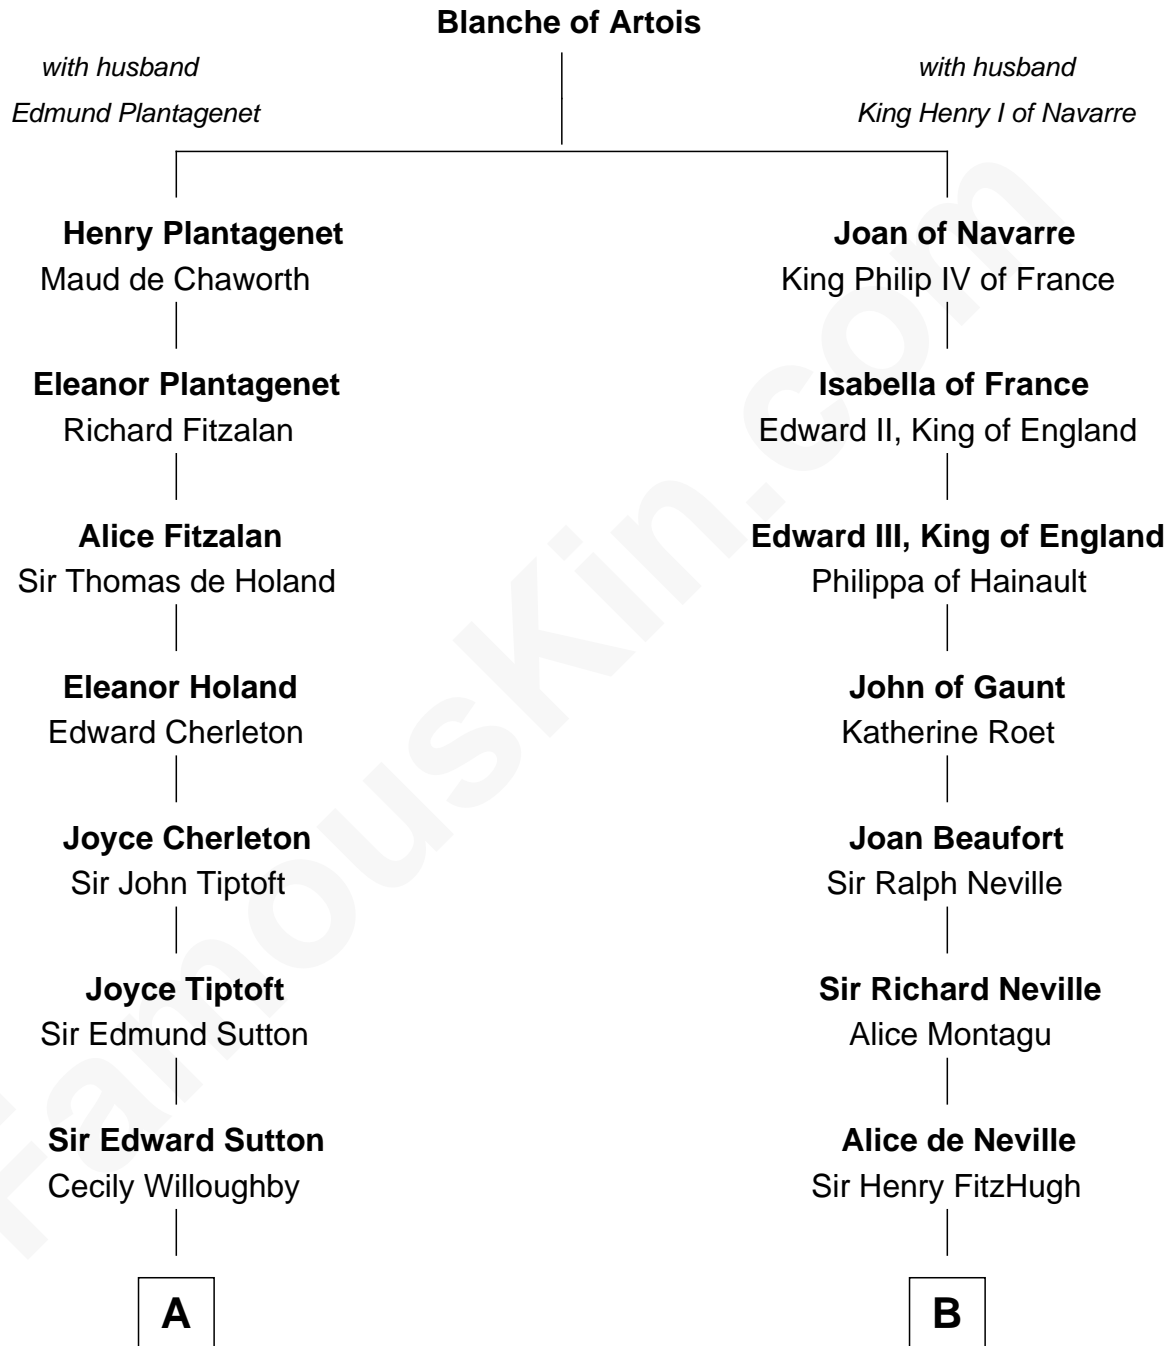 Blanche of Artois
with husband
Edmund Plantagenet
with husband
King Henry I of Navarre
Henry Plantagenet
Maud de Chaworth
Joan of Navarre
King Philip IV of France
Eleanor Plantagenet
Richard Fitzalan
Isabella of France
Edward II, King of England
Alice Fitzalan
Sir Thomas de Holand
Edward III, King of England
Philippa of Hainault
Eleanor Holand
Edward Cherleton
John of Gaunt
Katherine Roet
Joyce Cherleton
Sir John Tiptoft
Joan Beaufort
Sir Ralph Neville
Joyce Tiptoft
Sir Edmund Sutton
Sir Richard Neville
Alice Montagu
Sir Edward Sutton
Cecily Willoughby
Alice de Neville
Sir Henry FitzHugh
A
B
FamousKin.com